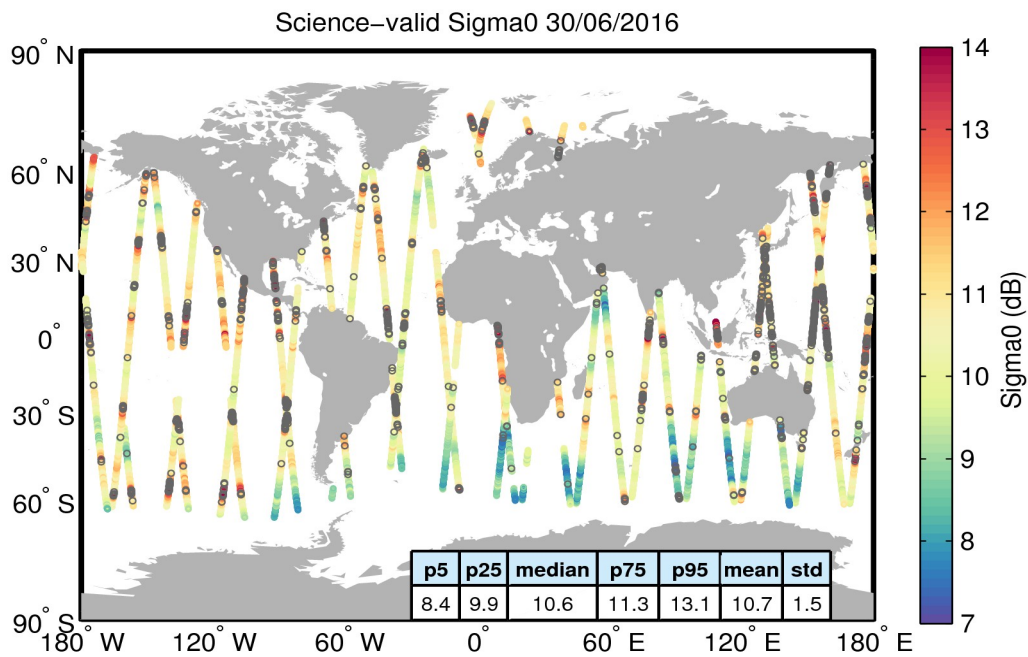 Science−valid Sigma0 30/06/2016
90° N
60° N
30° N
0°
30° S
60° S
90° S
180° W
120° W
60° W
0°
60° E
120° E
180° E
p5 p25 median p75 p95 mean std
8.4 9.9 10.6 11.3 13.1 10.7 1.5
14
13
12
11
10
9
8
7
Sigma0 (dB)